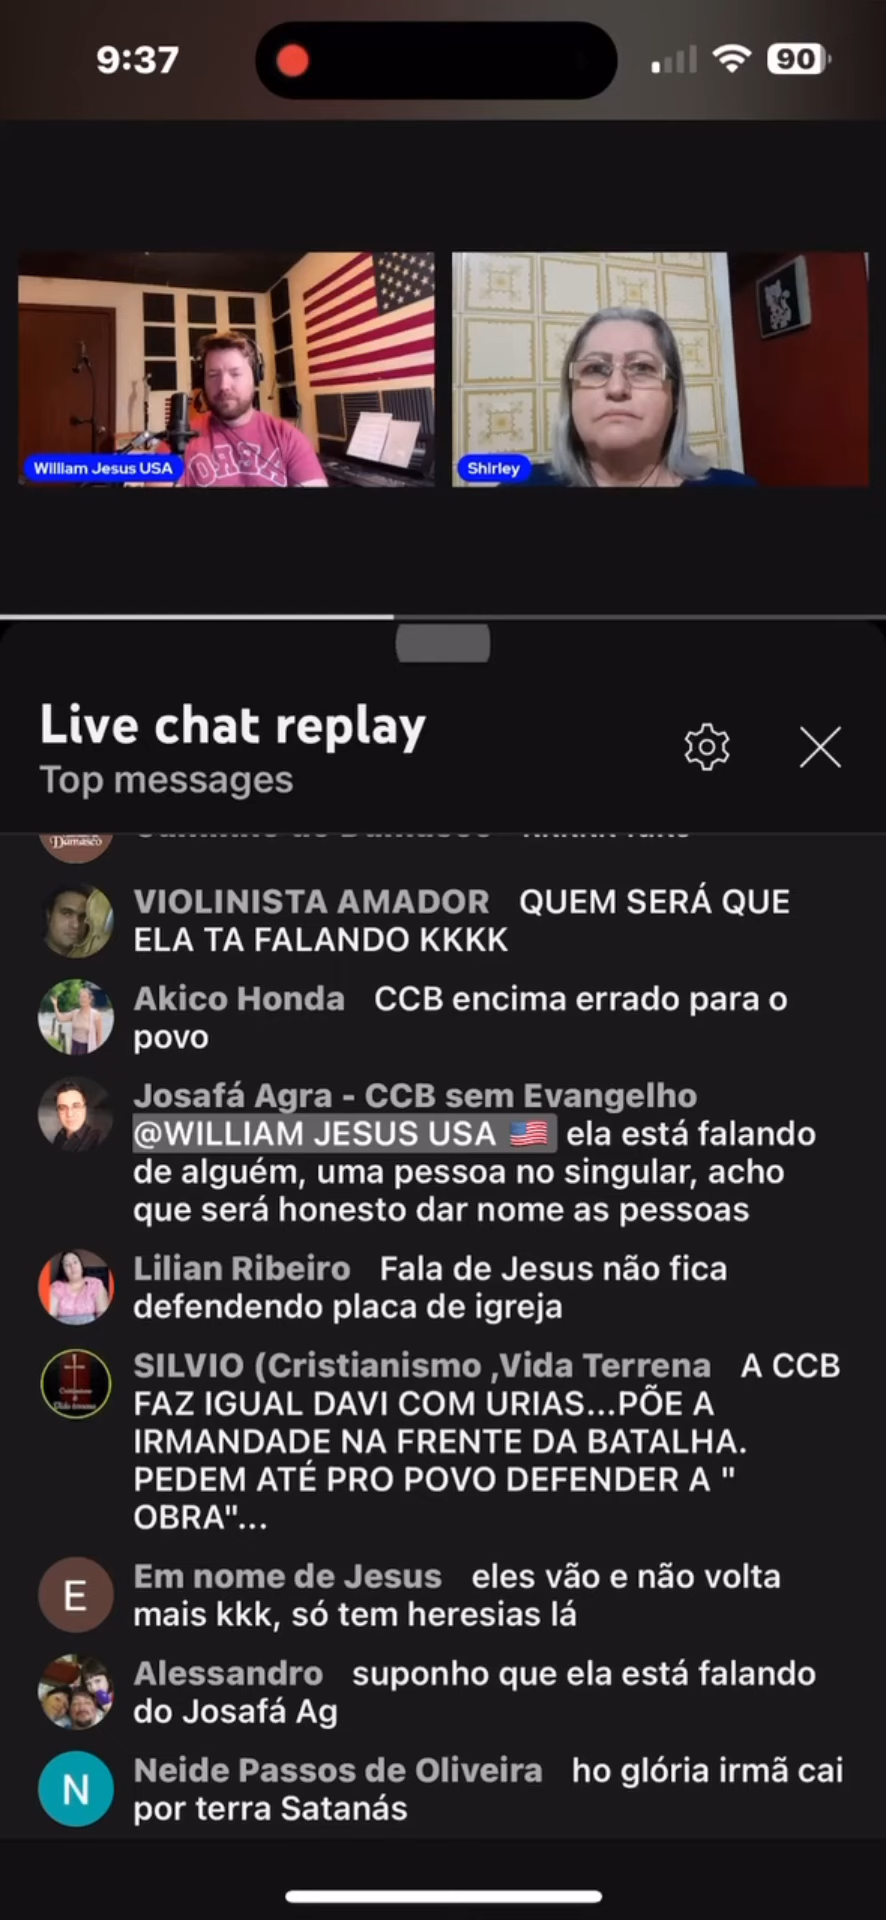 9:37
90
William Jesus USA
Shirley
Live chat replay
Top messages
Damasco
VIOLINISTA AMADOR QUEM SERÁ QUE
ELA TA FALANDO KKKK
Akico Honda CCB encima errado para o
povo
Josafá Agra - CCB sem Evangelho
@WILLIAM JESUS USA 🇺🇸 ela está falando
de alguém, uma pessoa no singular, acho
que será honesto dar nome as pessoas
Lilian Ribeiro Fala de Jesus não fica
defendendo placa de igreja
SILVIO (Cristianismo ,Vida Terrena A CCB
FAZ IGUAL DAVI COM URIAS...PÕE A
IRMANDADE NA FRENTE DA BATALHA.
PEDEM ATÉ PRO POVO DEFENDER A "
OBRA"...
E
Em nome de Jesus eles vão e não volta
mais kkk, só tem heresias lá
Alessandro suponho que ela está falando
do Josafá Ag
N
Neide Passos de Oliveira ho glória irmã cai
por terra Satanás